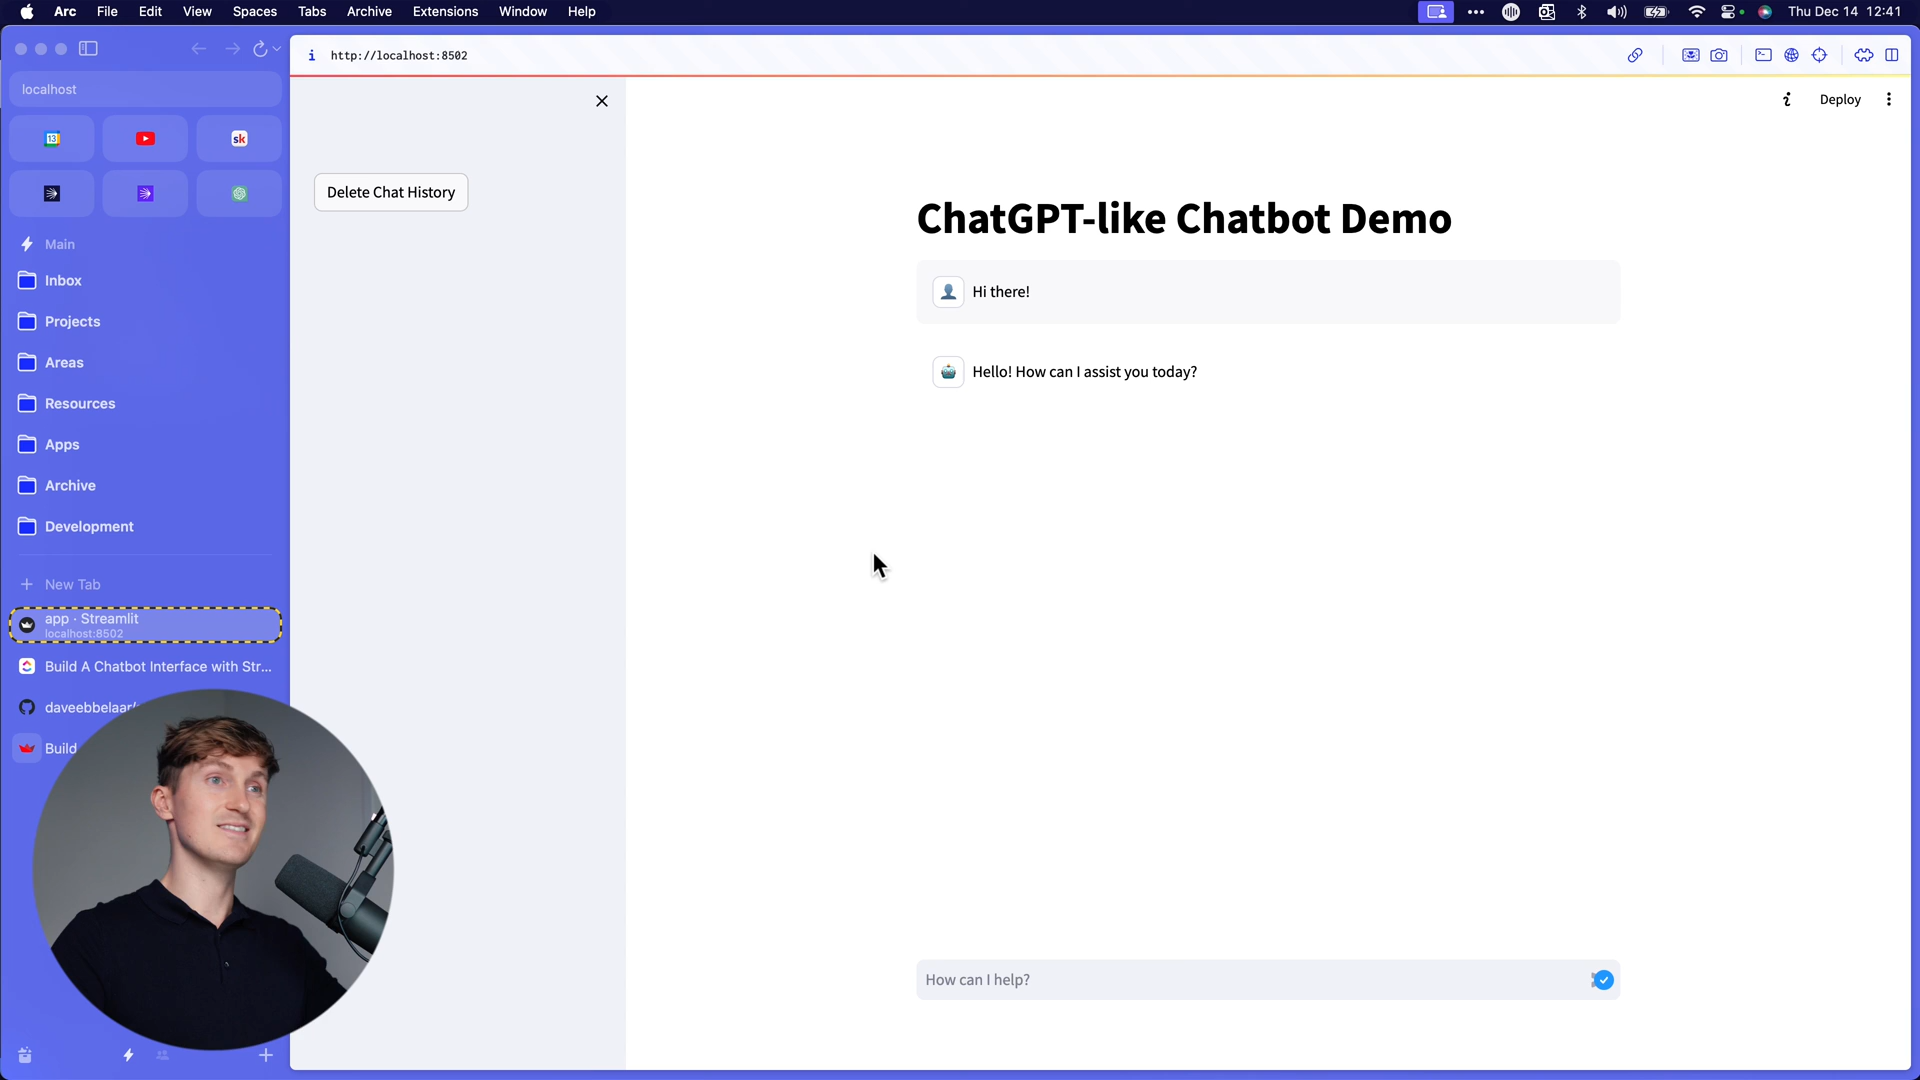 Arc File Edit View Spaces Tabs Archive Extensions Window Help
Thu Dec 14 12:41
http://localhost:8502
localhost
13
sk
Main
Inbox
Projects
Areas
Resources
Apps
Archive
Development
New Tab
app · Streamlit
localhost:8502
Build A Chatbot Interface with Str...
daveebbelaar/
Build
Delete Chat History
Deploy
ChatGPT-like Chatbot Demo
Hi there!
Hello! How can I assist you today?
How can I help?